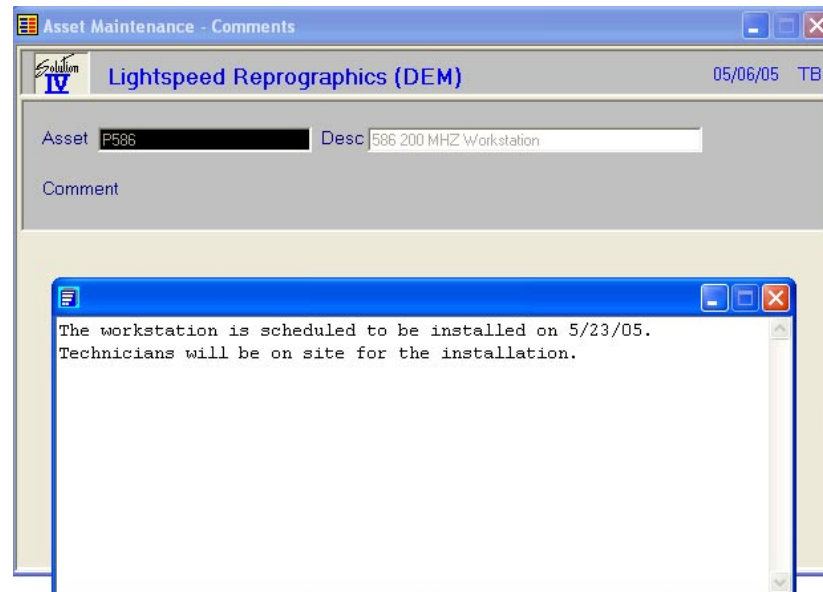 Asset Maintenance - Comments
Solution
IV
Lightspeed Reprographics (DEM) 05/06/05 TB
Asset P586 Desc 586 200 MHZ Workstation
Comment
The workstation is scheduled to be installed on 5/23/05.
Technicians will be on site for the installation.